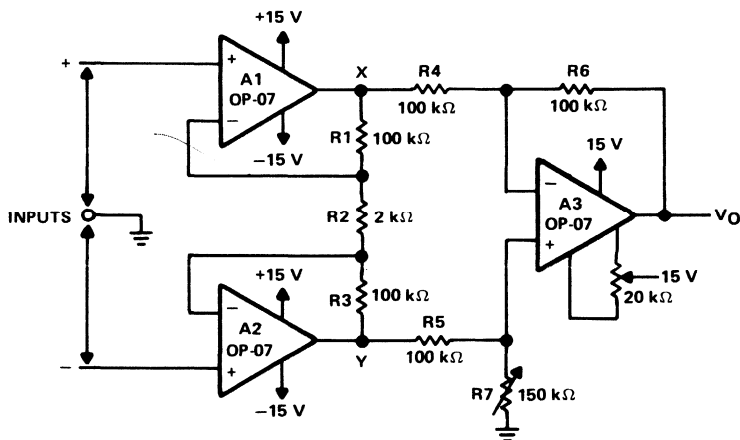 +15 V
+
+
A1
OP-07
−
−15 V
X
R4
100 kΩ
R6
100 kΩ
R1
100 kΩ
15 V
−
A3
OP-07
+
VO
15 V
20 kΩ
INPUTS
R2
2 kΩ
+15 V
−
A2
OP-07
+
−15 V
−
R3
100 kΩ
Y
R5
100 kΩ
R7
150 kΩ